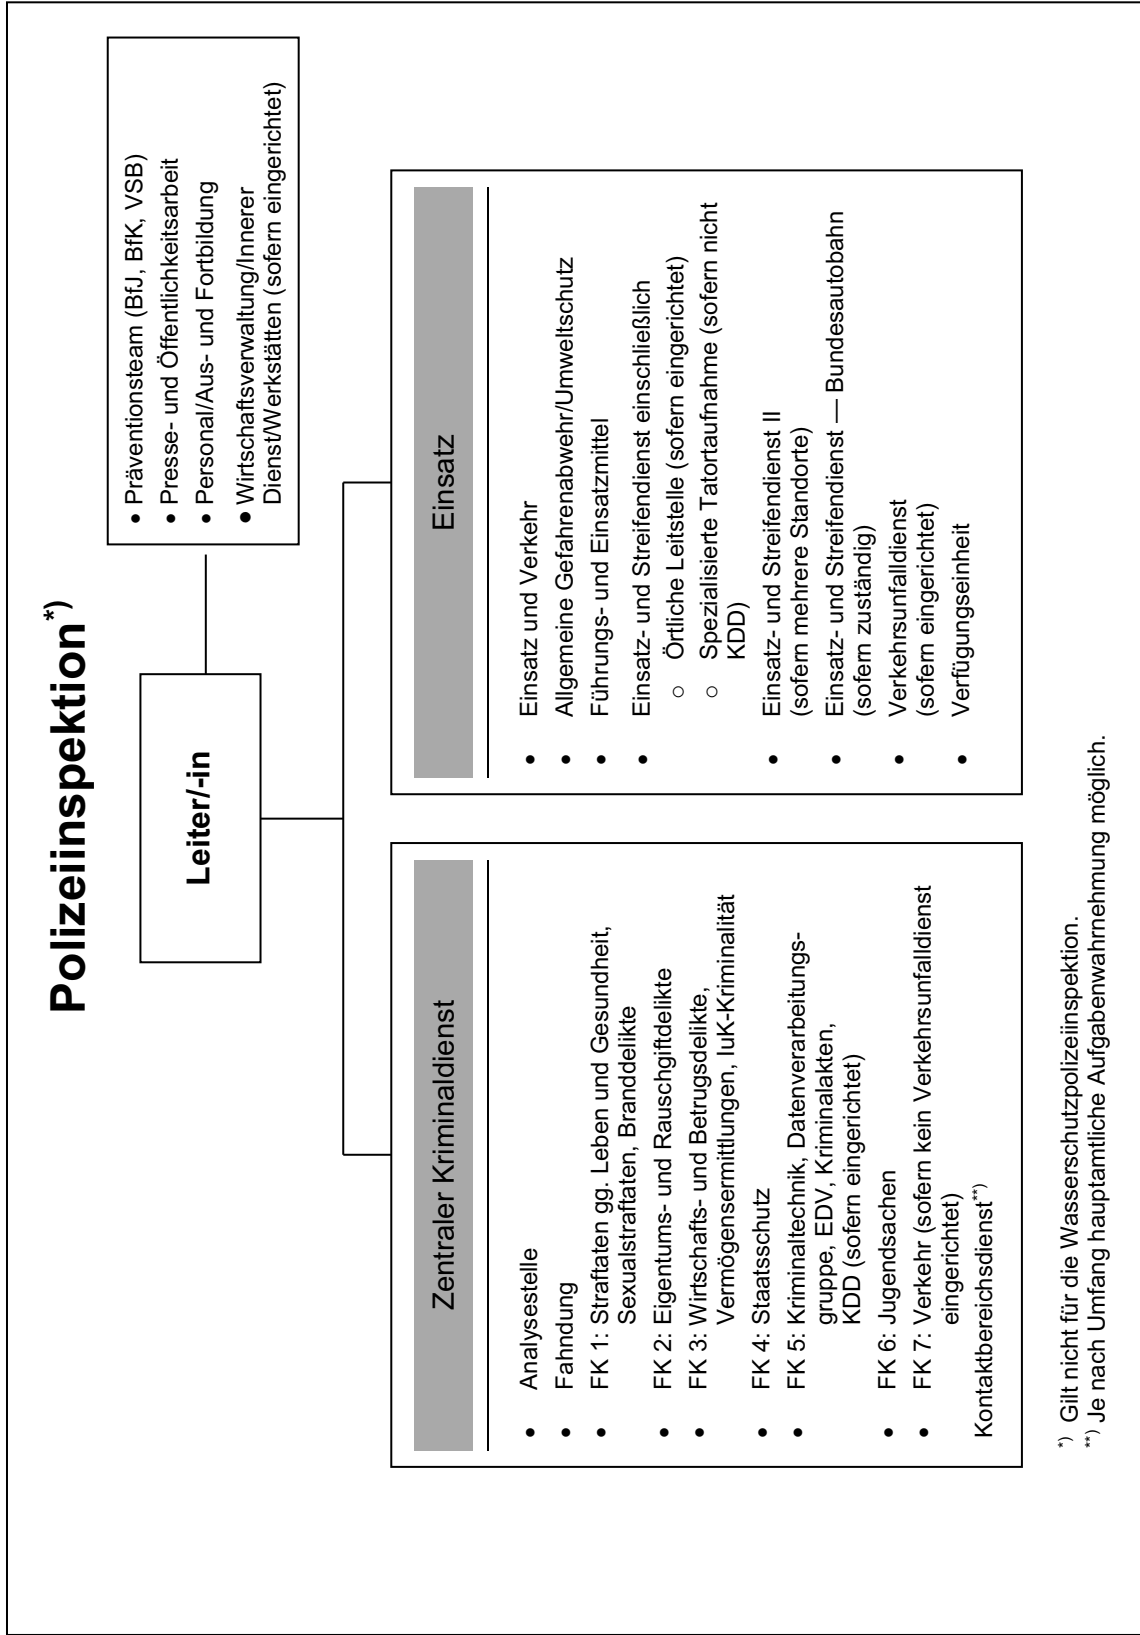 Polizeiinspektion*)
Leiter/-in
• Präventionsteam (BfJ, BfK, VSB)
• Presse- und Öffentlichkeitsarbeit
• Personal/Aus- und Fortbildung
• Wirtschaftsverwaltung/Innerer
Dienst/Werkstätten (sofern eingerichtet)
Zentraler Kriminaldienst
• Analysestelle
• Fahndung
• FK 1: Straftaten gg. Leben und Gesundheit,
Sexualstraftaten, Branddelikte
• FK 2: Eigentums- und Rauschgiftdelikte
• FK 3: Wirtschafts- und Betrugsdelikte,
Vermögensermittlungen, IuK-Kriminalität
• FK 4: Staatsschutz
• FK 5: Kriminaltechnik, Datenverarbeitungs-
gruppe, EDV, Kriminalakten,
KDD (sofern eingerichtet)
• FK 6: Jugendsachen
• FK 7: Verkehr (sofern kein Verkehrsunfalldienst
eingerichtet)
Kontaktbereichsdienst**)
Einsatz
• Einsatz und Verkehr
• Allgemeine Gefahrenabwehr/Umweltschutz
• Führungs- und Einsatzmittel
• Einsatz- und Streifendienst einschließlich
○ Örtliche Leitstelle (sofern eingerichtet)
○ Spezialisierte Tatortaufnahme (sofern nicht
KDD)
• Einsatz- und Streifendienst II
(sofern mehrere Standorte)
• Einsatz- und Streifendienst — Bundesautobahn
(sofern zuständig)
• Verkehrsunfalldienst
(sofern eingerichtet)
• Verfügungseinheit
*) Gilt nicht für die Wasserschutzpolizeiinspektion.
**) Je nach Umfang hauptamtliche Aufgabenwahrnehmung möglich.